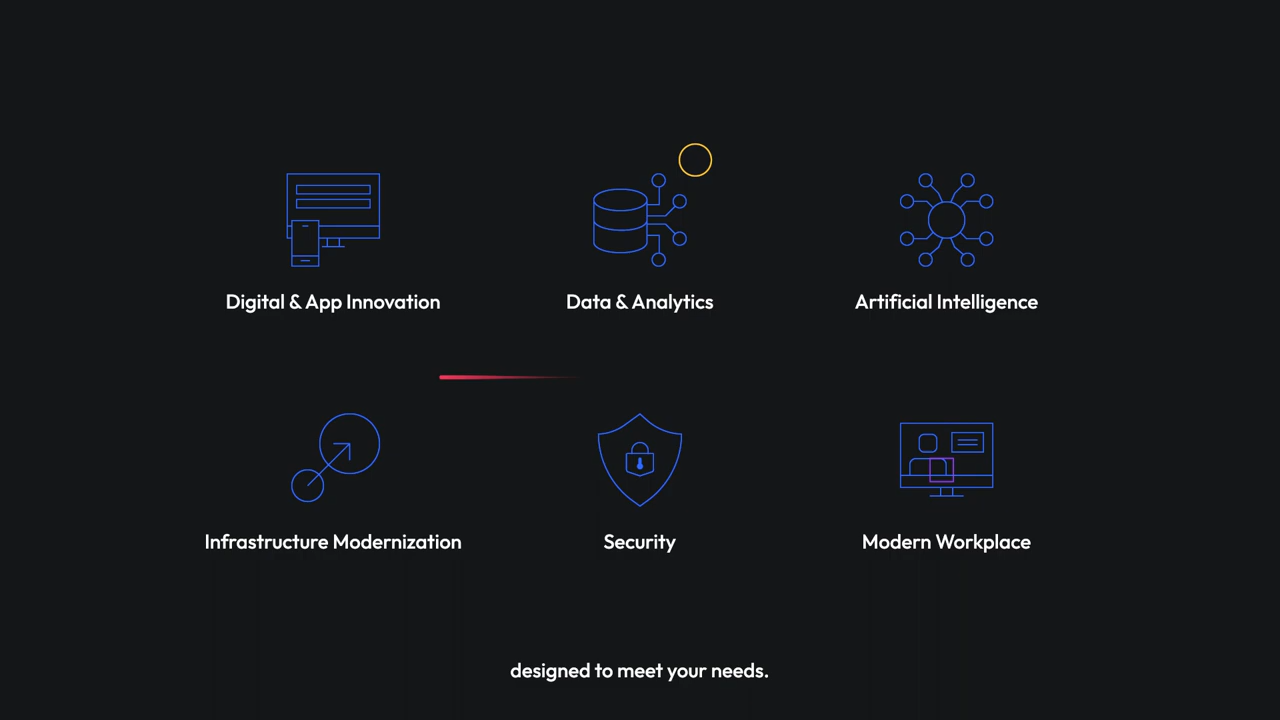 Digital & App Innovation
Data & Analytics
Artificial Intelligence
Infrastructure Modernization
Security
Modern Workplace
designed to meet your needs.